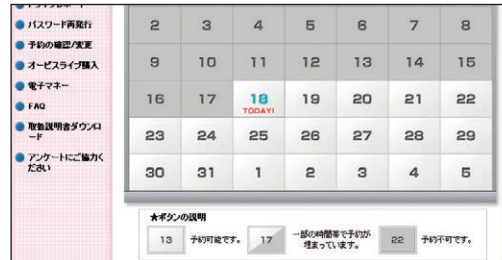 パスワード再発行
予約の確認/変更
オービスライブ購入
電子マネー
FAQ
取扱説明書ダウンロ
ード
アンケートにご協力く
ださい
2 3 4 5 6 7 8
9 10 11 12 13 14 15
16 17 18 19 20 21 22
TODAY!
23 24 25 26 27 28 29
30 31 1 2 3 4 5
★ボタンの説明
13 予約可能です。 17 一部の時間帯で予約が
埋まっています。 22 予約不可です。